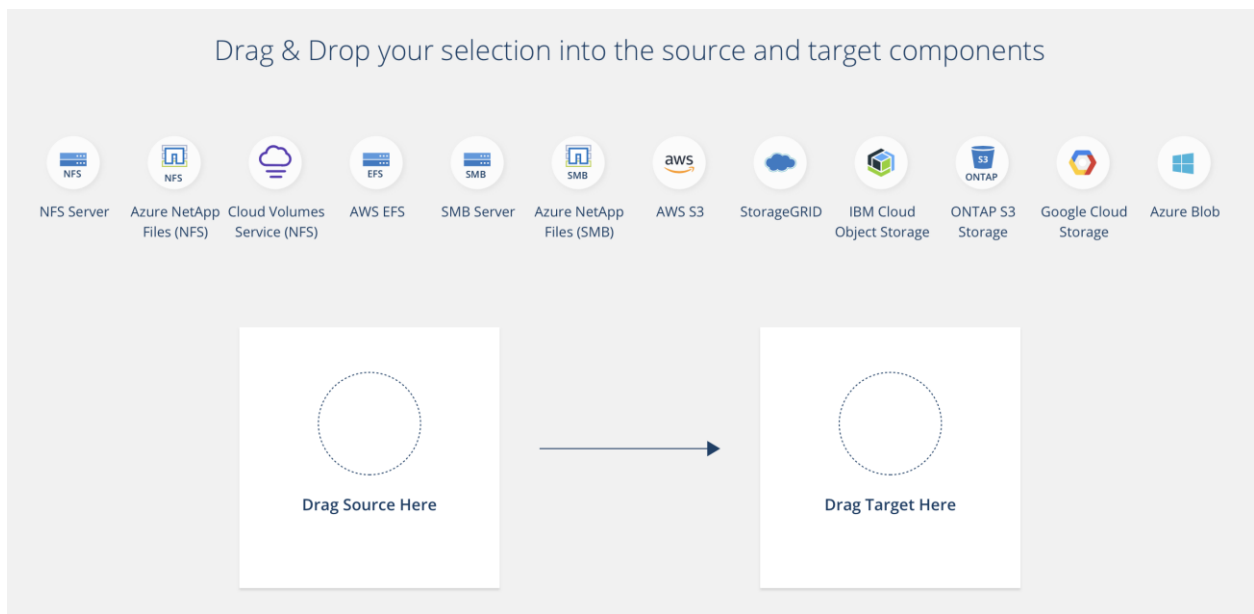 Drag & Drop your selection into the source and target components
NFS
NFS
EFS
SMB
SMB
aws
S3
ONTAP
NFS Server
Azure NetApp
Files (NFS)
Cloud Volumes
Service (NFS)
AWS EFS
SMB Server
Azure NetApp
Files (SMB)
AWS S3
StorageGRID
IBM Cloud
Object Storage
ONTAP S3
Storage
Google Cloud
Storage
Azure Blob
Drag Source Here
Drag Target Here